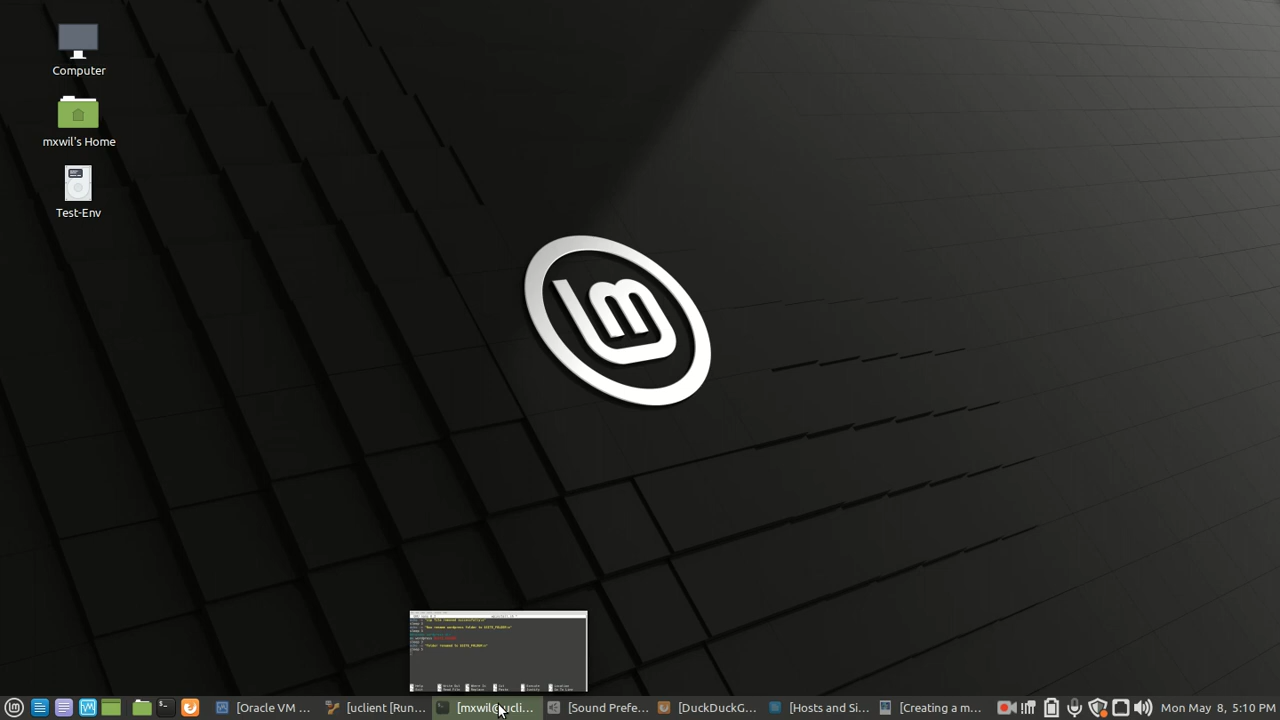 Computer
mxwil's Home
Test-Env
[Oracle VM ...
[uclient [Run...
[mxwil@ucli...
[Sound Prefe...
[DuckDuckG...
[Hosts and Si...
[Creating a m...
Mon May 8, 5:10 PM